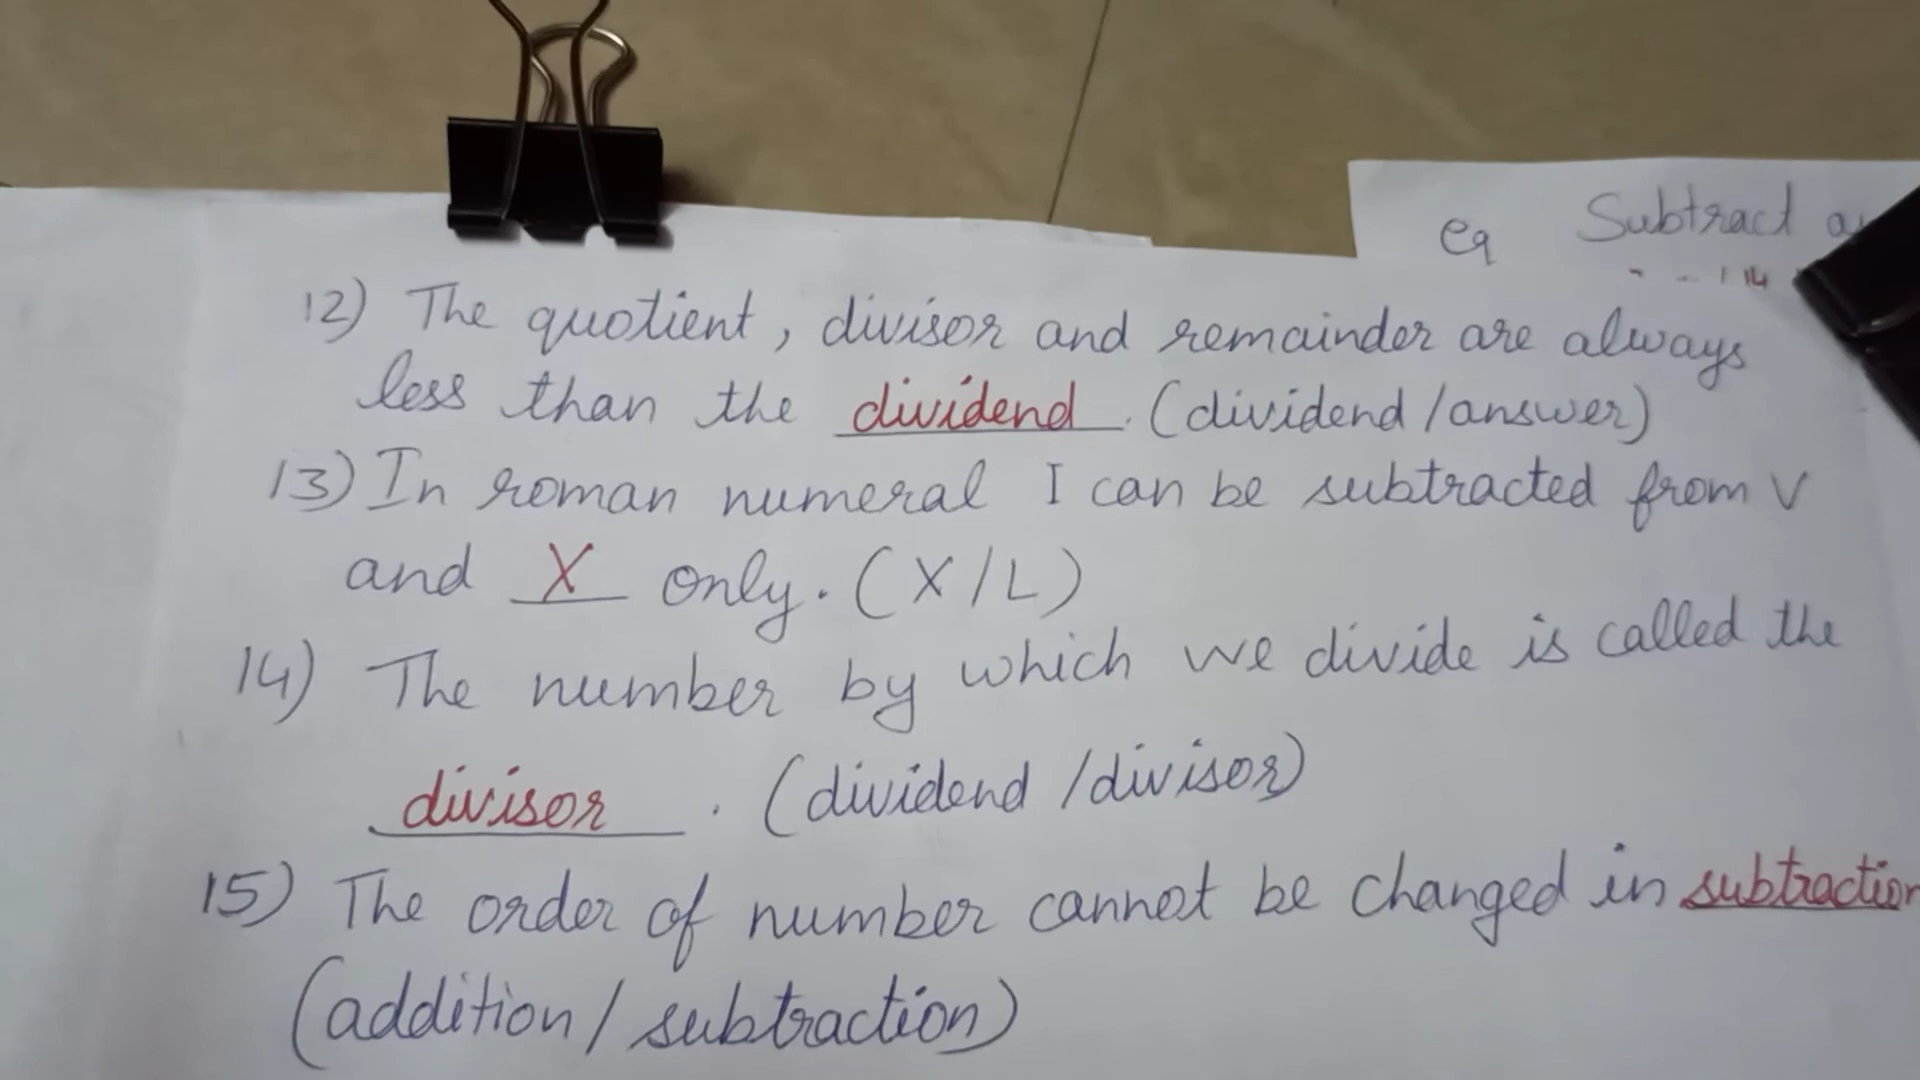 eq Subtract
14
12) The quotient, divisor and remainder are always
less than the dividend. (dividend/answer)
13) In roman numeral I can be subtracted from V
and X only. (X/L)
14) The number by which we divide is called the
divisor. (dividend/divisor)
15) The order of number cannot be changed in subtraction
(addition/subtraction)